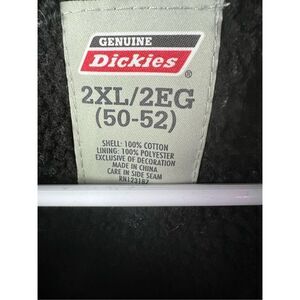 GENUINE
Dickies ®
2XL/2EG
(50-52)
SHELL: 100% COTTON
LINING: 100% POLYESTER
EXCLUSIVE OF DECORATION
MADE IN CHINA
CARE IN SIDE SEAM
RN123187